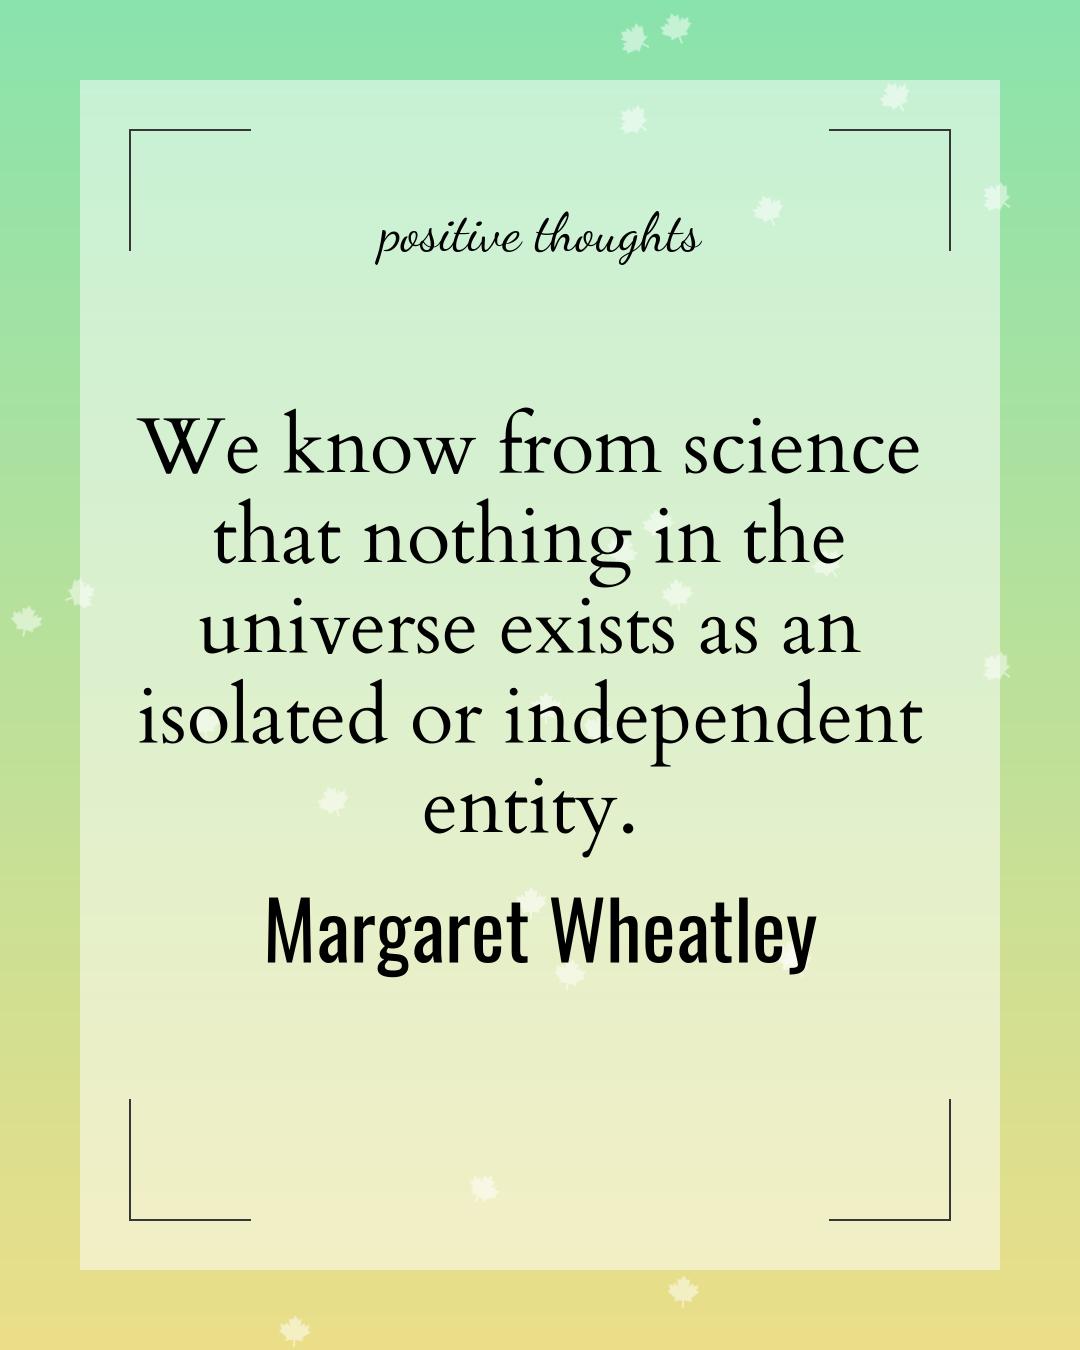 positive thoughts
We know from science
that nothing in the
universe exists as an
isolated or independent
entity.
Margaret Wheatley